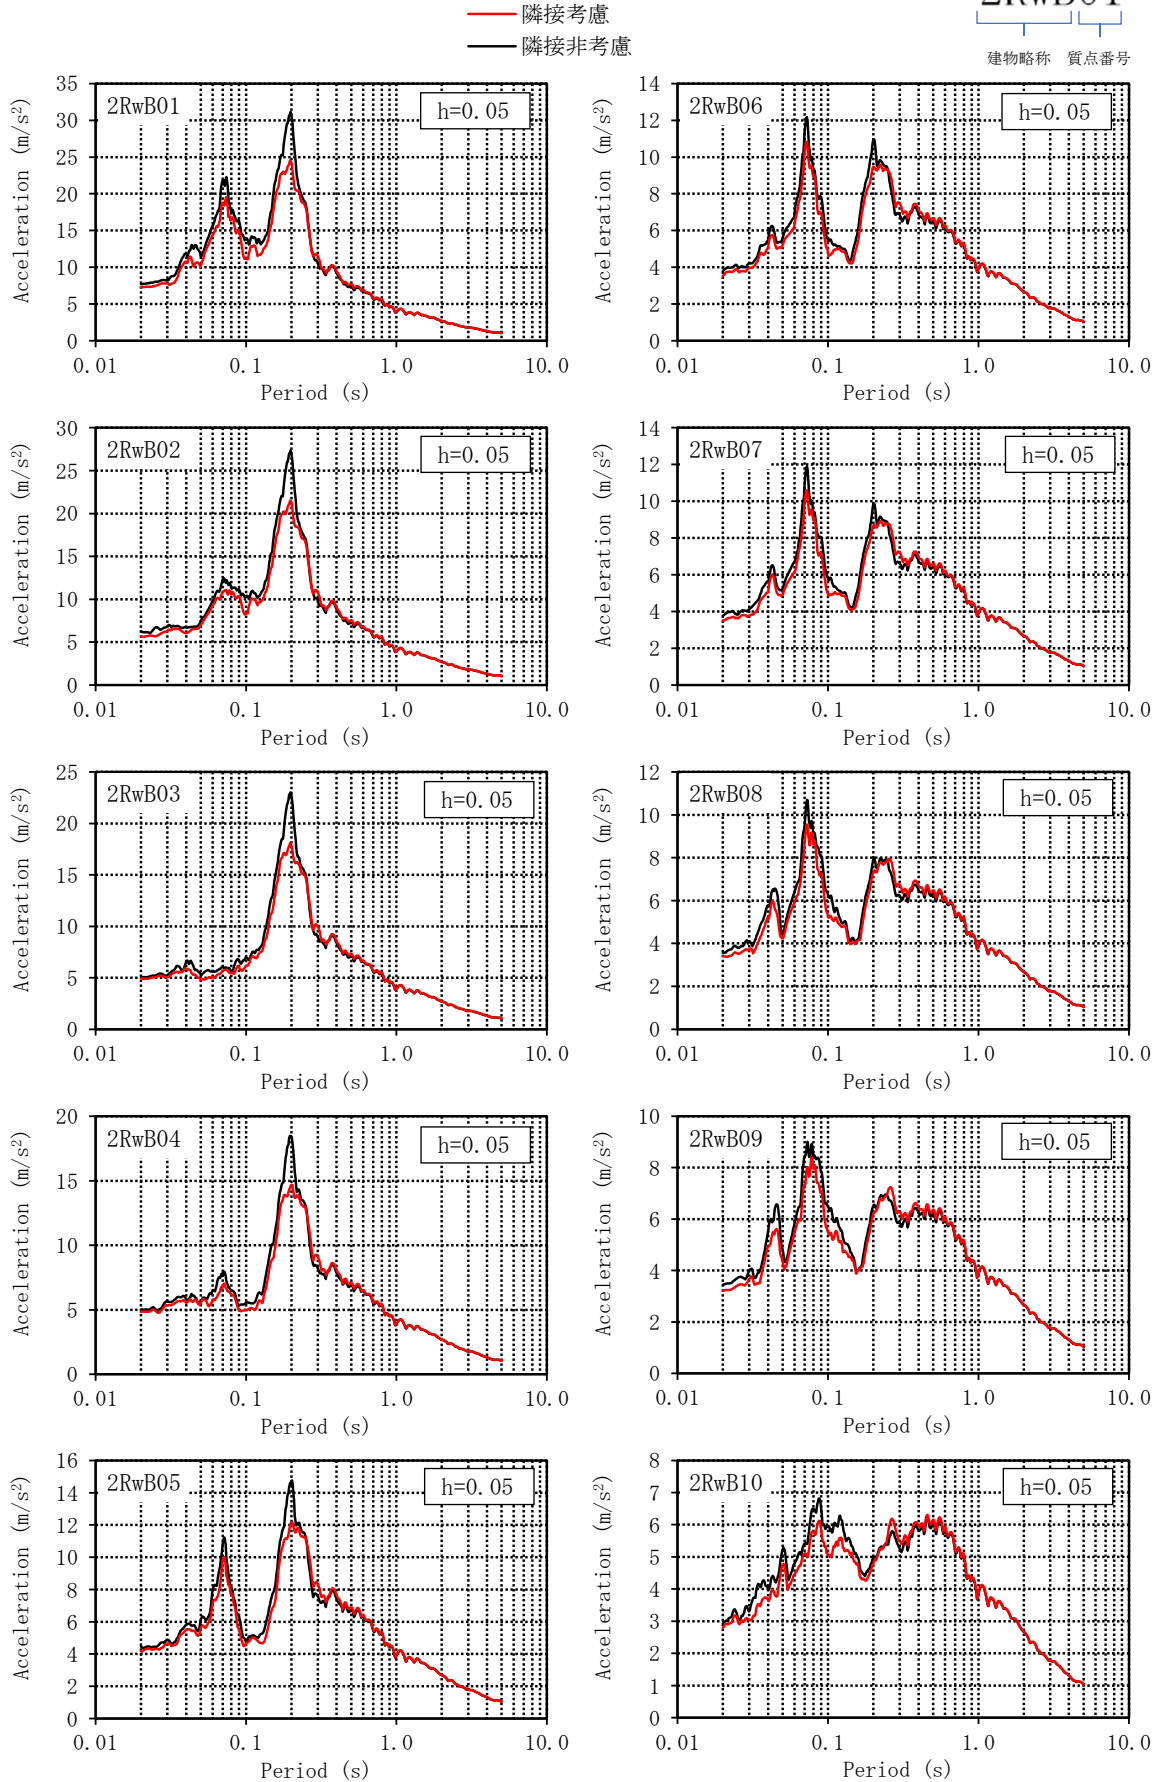 隣接考慮
隣接非考慮
建物略称 質点番号
2RwB01
h=0.05
Acceleration (m/s²)
35
30
25
20
15
10
5
0
0.01 0.1 1.0 10.0
Period (s)
2RwB06
h=0.05
Acceleration (m/s²)
14
12
10
8
6
4
2
0
0.01 0.1 1.0 10.0
Period (s)
2RwB02
h=0.05
Acceleration (m/s²)
30
25
20
15
10
5
0
0.01 0.1 1.0 10.0
Period (s)
2RwB07
h=0.05
Acceleration (m/s²)
14
12
10
8
6
4
2
0
0.01 0.1 1.0 10.0
Period (s)
2RwB03
h=0.05
Acceleration (m/s²)
25
20
15
10
5
0
0.01 0.1 1.0 10.0
Period (s)
2RwB08
h=0.05
Acceleration (m/s²)
12
10
8
6
4
2
0
0.01 0.1 1.0 10.0
Period (s)
2RwB04
h=0.05
Acceleration (m/s²)
20
15
10
5
0
0.01 0.1 1.0 10.0
Period (s)
2RwB09
h=0.05
Acceleration (m/s²)
10
8
6
4
2
0
0.01 0.1 1.0 10.0
Period (s)
2RwB05
h=0.05
Acceleration (m/s²)
16
14
12
10
8
6
4
2
0
0.01 0.1 1.0 10.0
Period (s)
2RwB10
h=0.05
Acceleration (m/s²)
8
7
6
5
4
3
2
1
0
0.01 0.1 1.0 10.0
Period (s)